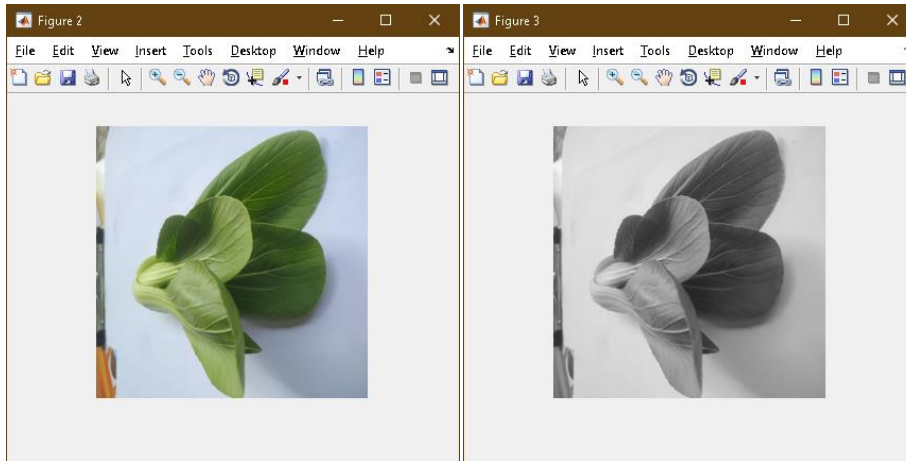 Figure 2
File Edit View Insert Tools Desktop Window Help
Figure 3
File Edit View Insert Tools Desktop Window Help